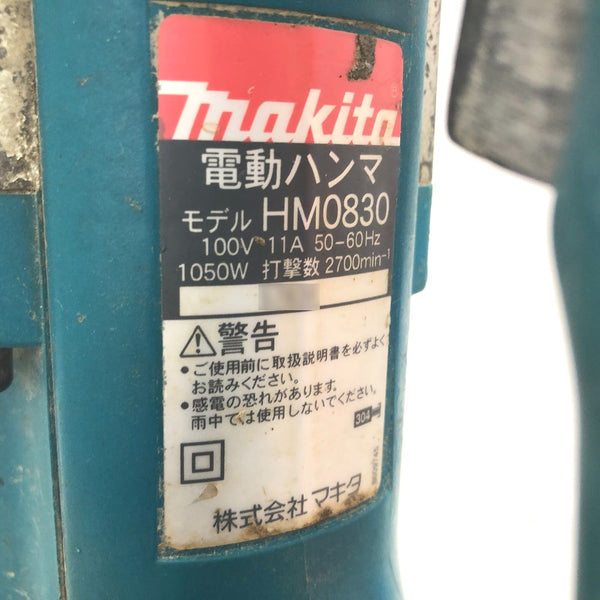 makita
電動ハンマ
モデル HM0830
100V 11A 50-60Hz
1050W 打撃数 2700min-1
⚠警告
•ご使用前に取扱説明書を必ずよく
お読みください。
•感電の恐れがあります。
雨中では使用しないでください。
304
株式会社 マキタ